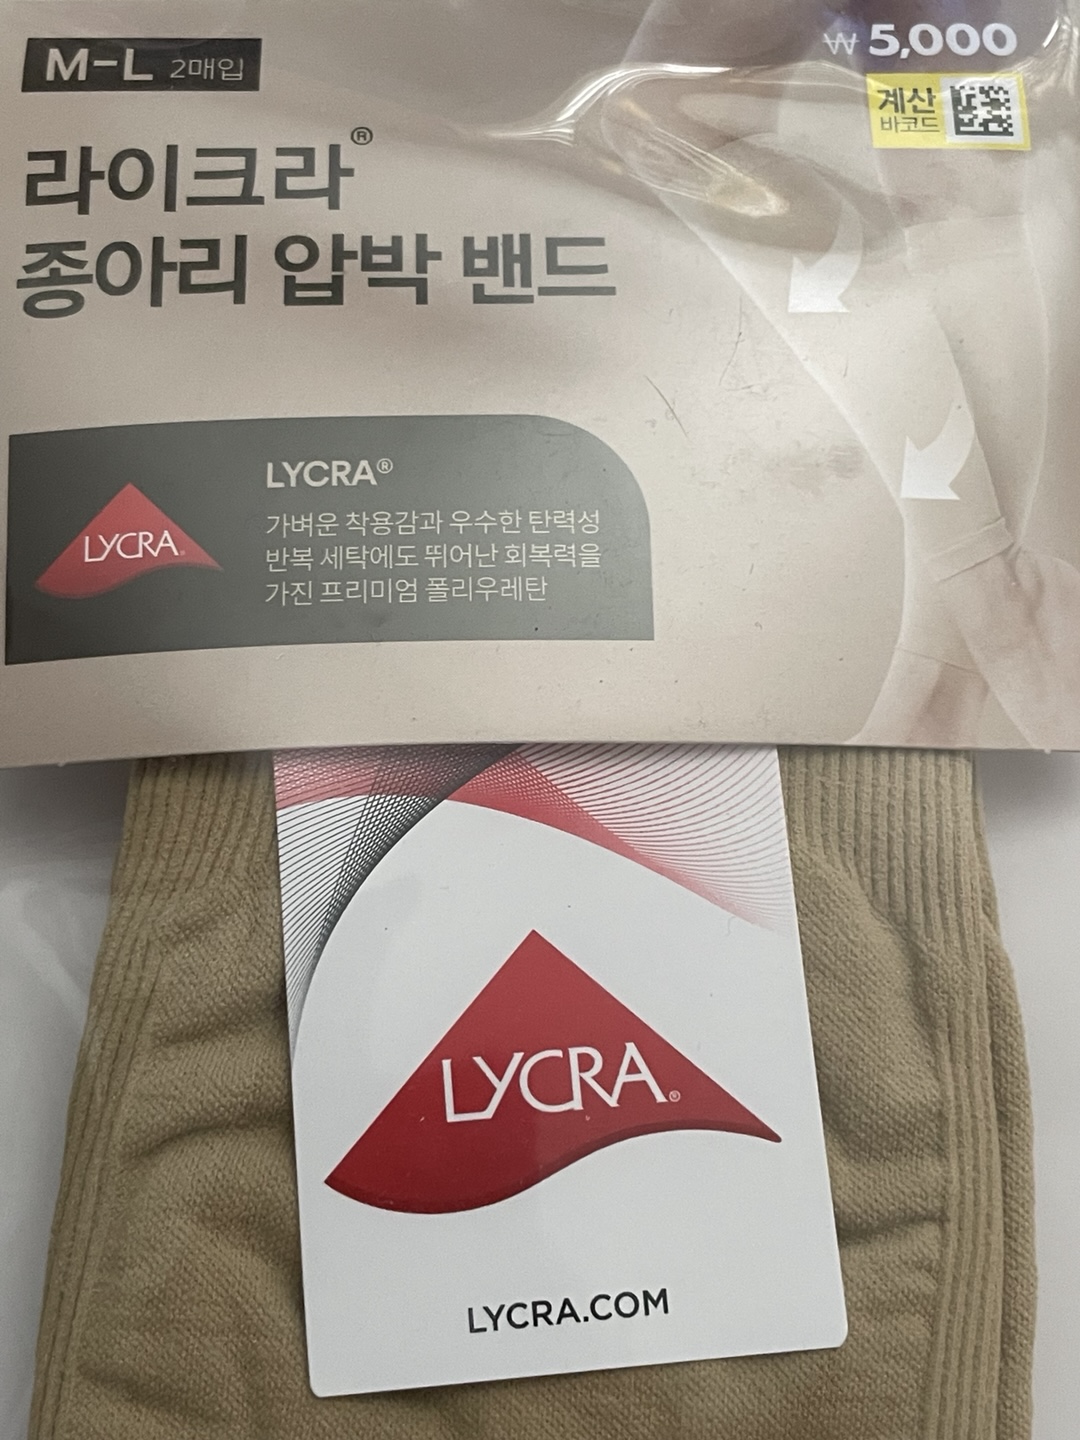 M-L 2매입
₩ 5,000
계산
바코드
라이크라®
종아리 압박 밴드
LYCRA®
LYCRA®
가벼운 착용감과 우수한 탄력성
반복 세탁에도 뛰어난 회복력을
가진 프리미엄 폴리우레탄
LYCRA®
LYCRA.COM